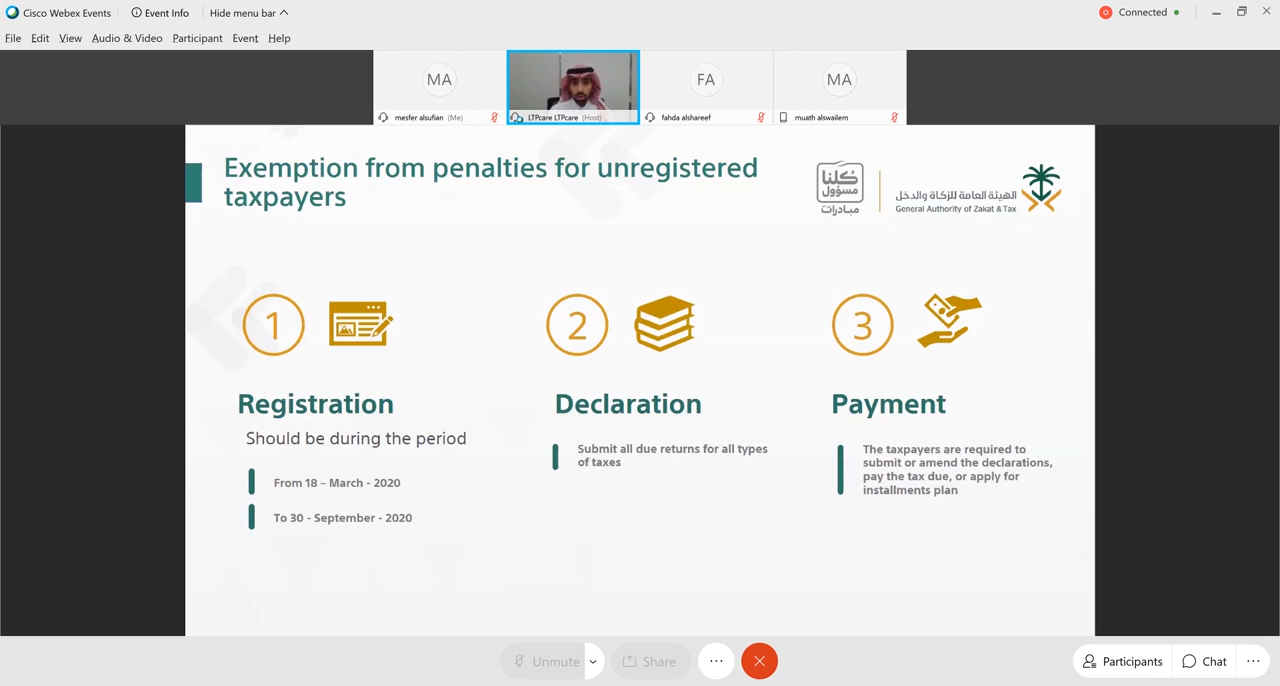 Cisco Webex Events
Event Info
Hide menu bar
Connected
File Edit View Audio & Video Participant Event Help
MA
FA
MA
mesfer alsufian (Me)
LTPcare LTPcare (Host)
fahda alshareef
muath alswailem
Exemption from penalties for unregistered
taxpayers
كلنا
مسؤول
مبادرات
الهيئة العامة للزكاة والدخل
General Authority of Zakat & Tax
1
2
3
Registration
Should be during the period
From 18 – March - 2020
To 30 - September - 2020
Declaration
Submit all due returns for all types
of taxes
Payment
The taxpayers are required to
submit or amend the declarations,
pay the tax due, or apply for
installments plan
Unmute
Share
Participants
Chat